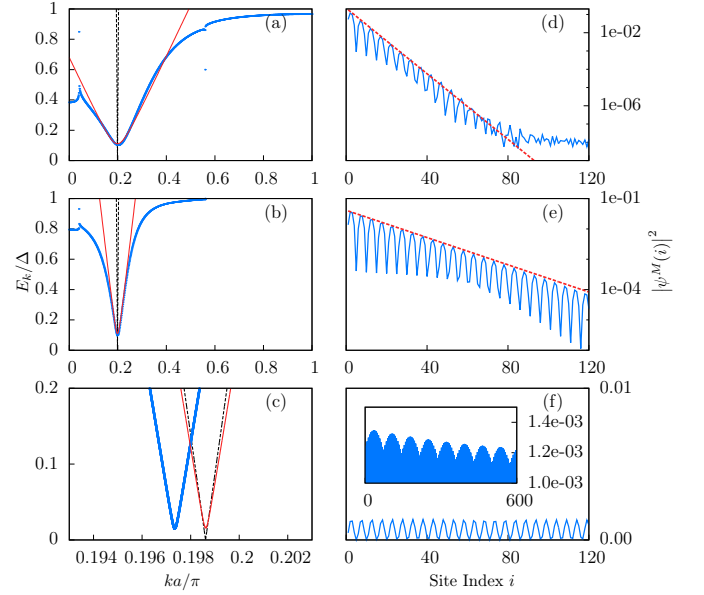 1
0.8
0.6
0.4
0.2
0
(a)
0 0.2 0.4 0.6 0.8 1
(d)
1e-02
1e-06
0 40 80 120
1
0.8
0.6
0.4
0.2
0
E_k/Δ
(b)
0 0.2 0.4 0.6 0.8 1
(e)
1e-01
1e-04
|ψ^M(i)|^2
0 40 80 120
0.2
0.1
0
(c)
0.194 0.196 0.198 0.2 0.202
ka/π
(f)
0.01
0.00
1.4e-03
1.2e-03
1.0e-03
0 600
0 40 80 120
Site Index i